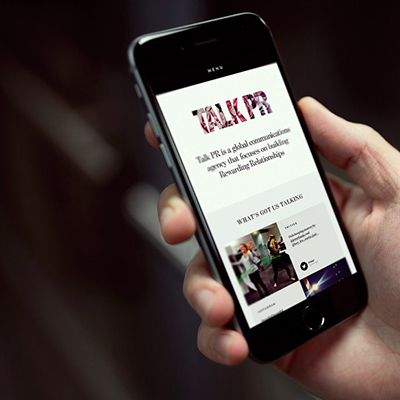 MENU
TALK PR
Talk PR is a global communications
agency that focuses on building
Rewarding Relationships
WHAT'S GOT US TALKING
TWITTER
INSTAGRAM